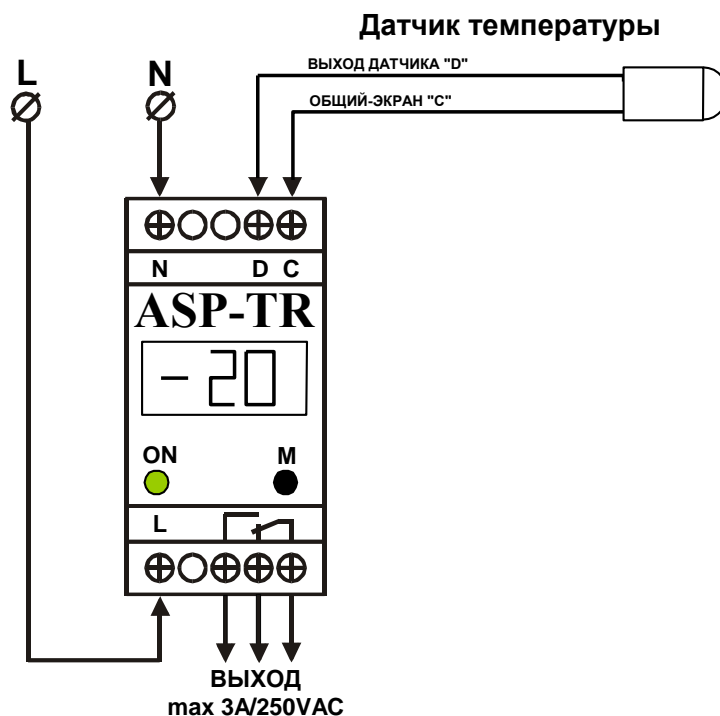 Датчик температуры
L
N
ВЫХОД ДАТЧИКА "D"
ОБЩИЙ-ЭКРАН "C"
N D C
ASP-TR
- 20
ON M
L
ВЫХОД
max 3A/250VAC